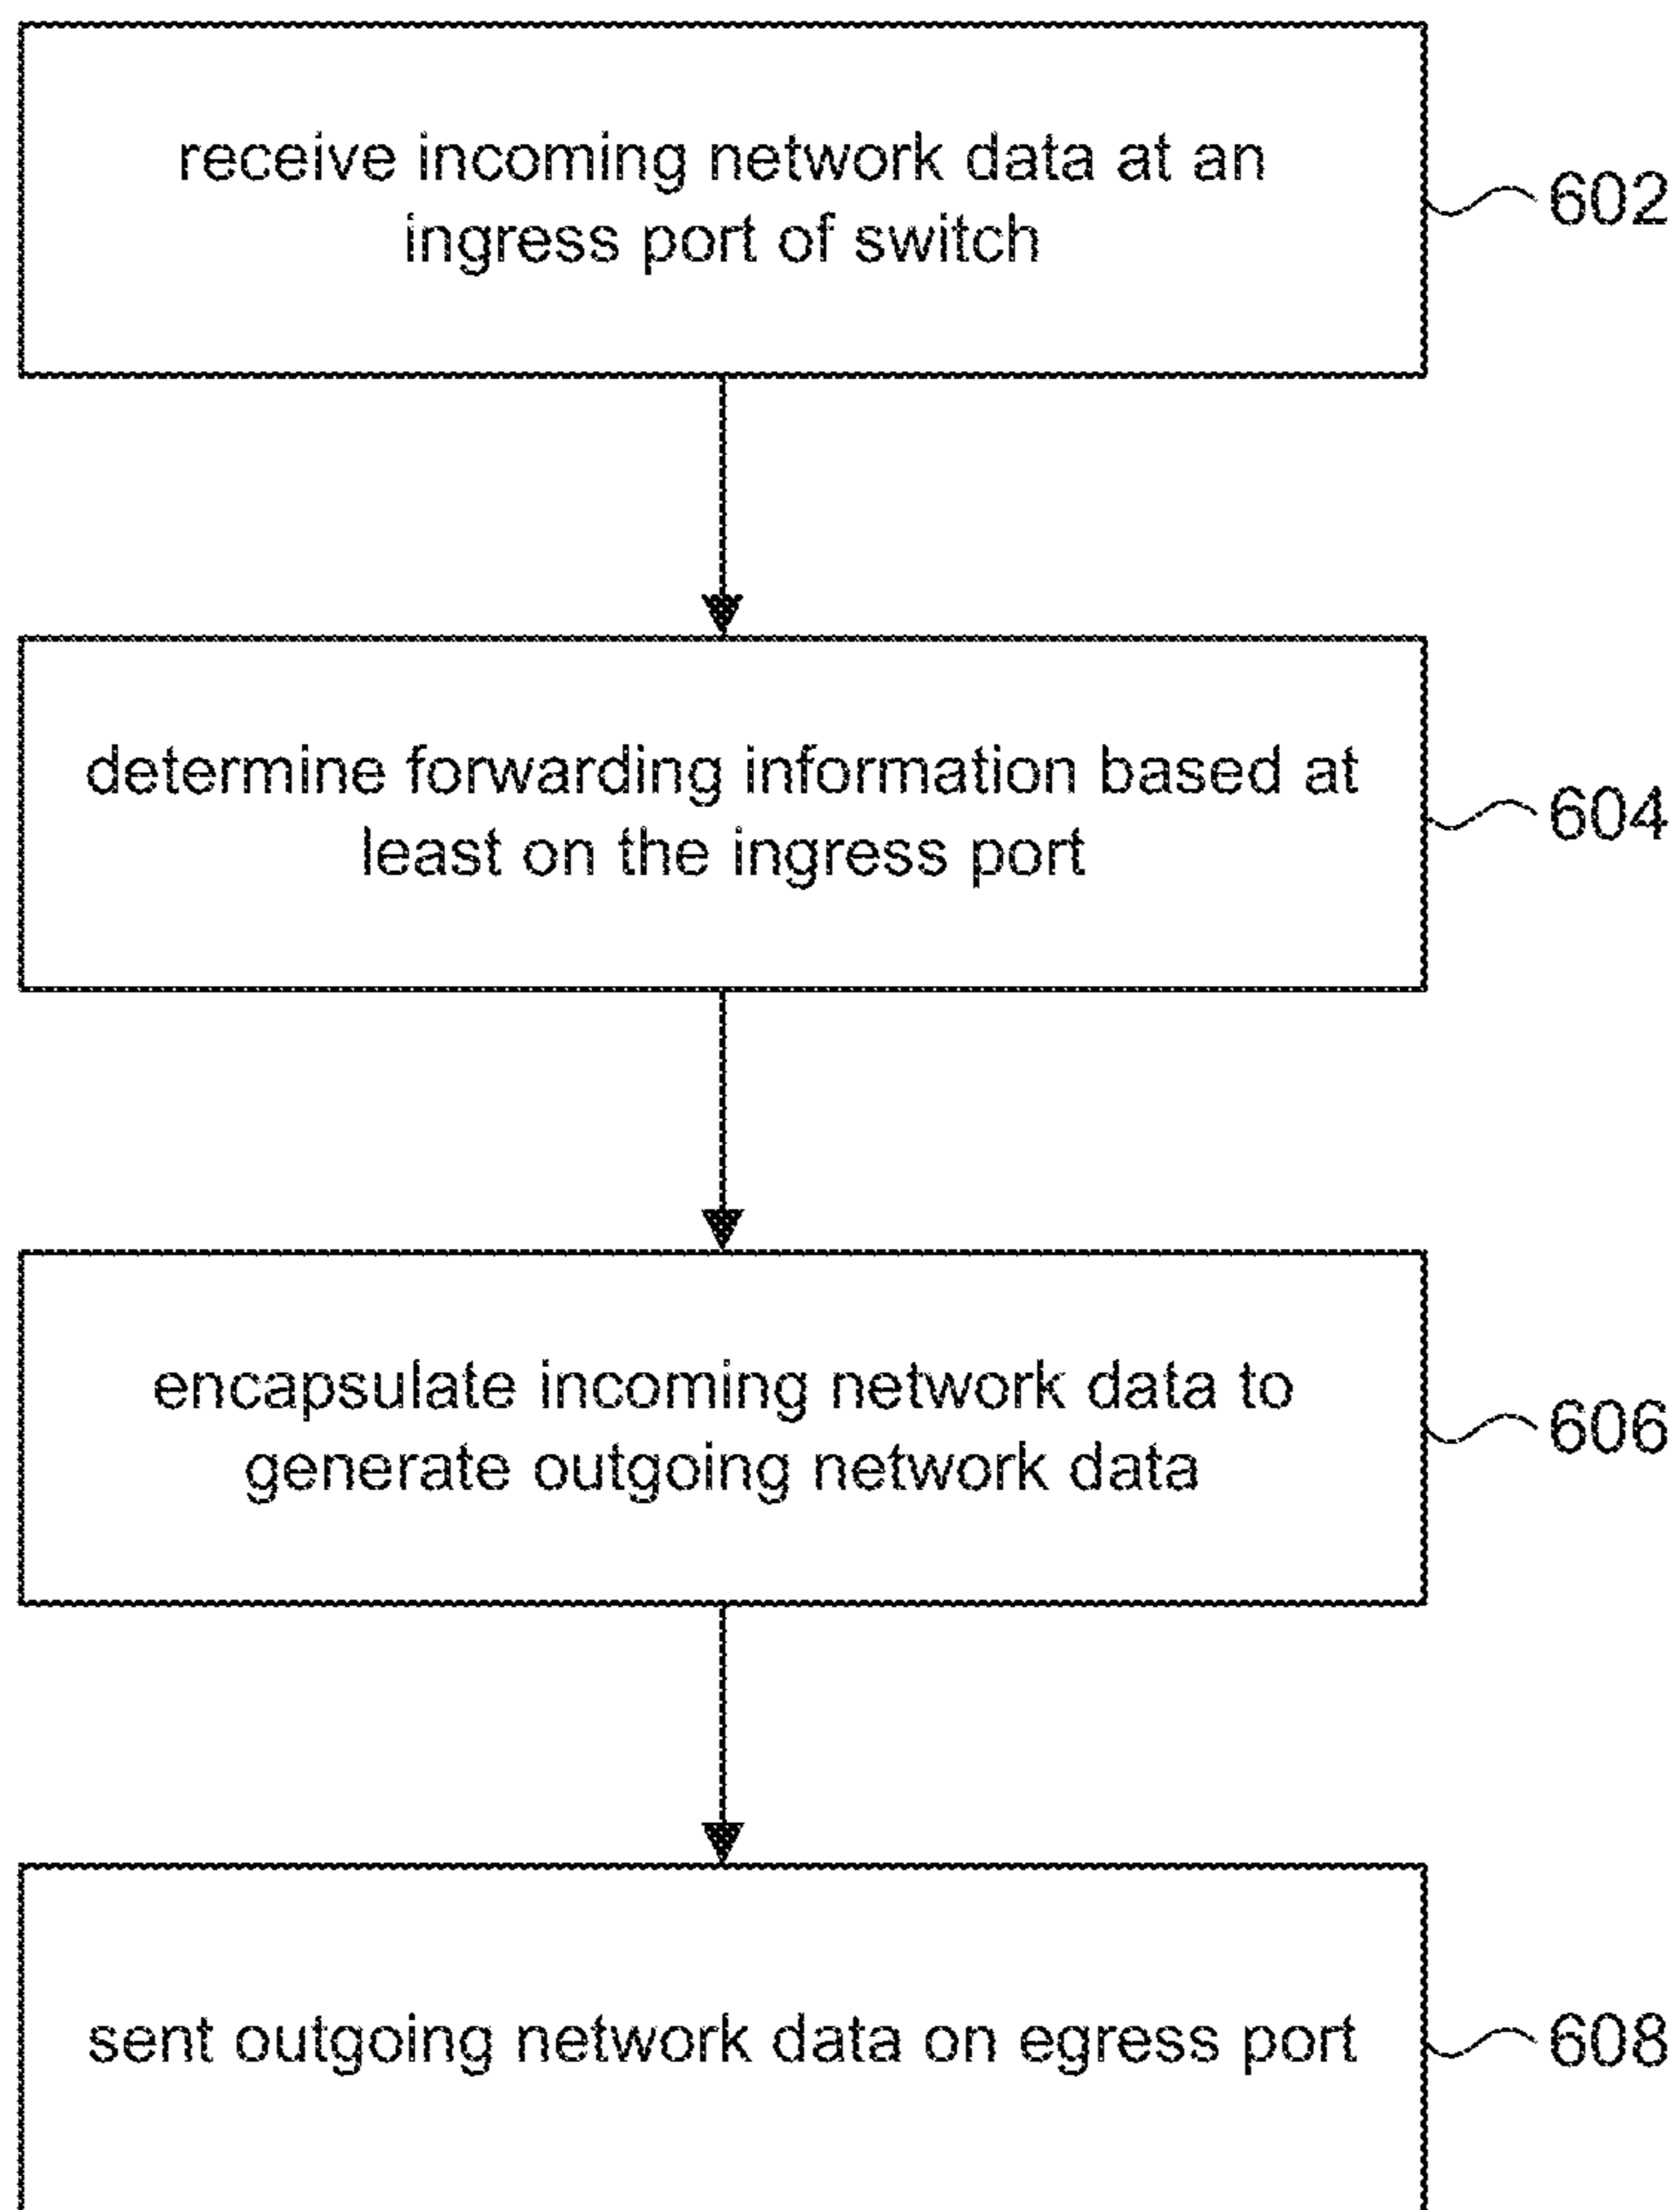 receive incoming network data at an
ingress port of switch
602
determine forwarding information based at
least on the ingress port
604
encapsulate incoming network data to
generate outgoing network data
606
sent outgoing network data on egress port
608